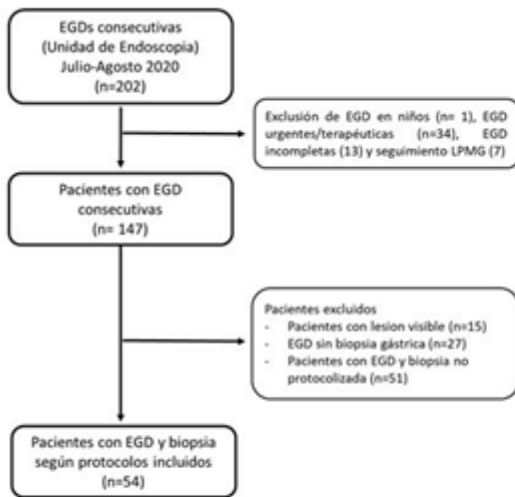 EGDs consecutivas
(Unidad de Endoscopia)
Julio-Agosto 2020
(n=202)
Exclusión de EGD en niños (n= 1), EGD
urgentes/terapéuticas (n=34), EGD
incompletas (13) y seguimiento LPMG (7)
Pacientes con EGD
consecutivas
(n= 147)
Pacientes excluidos
- Pacientes con lesion visible (n=15)
- EGD sin biopsia gástrica (n=27)
- Pacientes con EGD y biopsia no
protocolizada (n=51)
Pacientes con EGD y biopsia
según protocolos incluidos
(n=54)